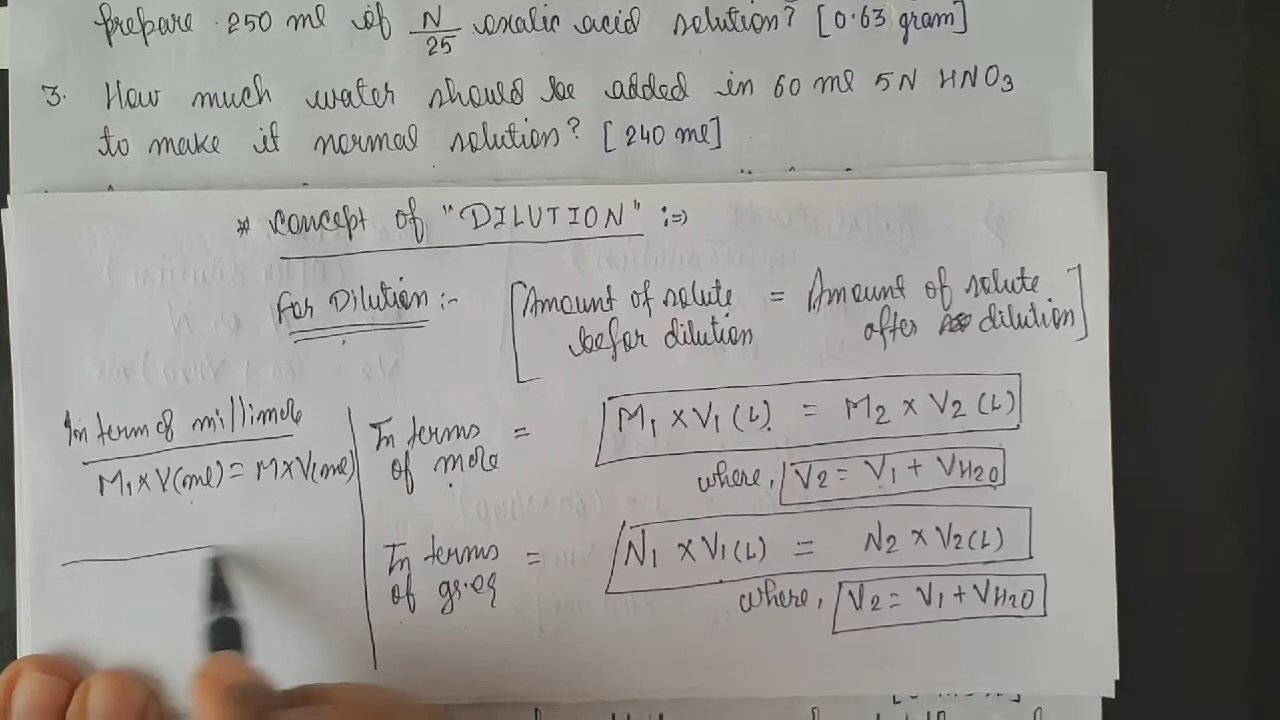 prepare 250 ml of N/25 oxalic acid solution? [0.63 gram]
3. How much water should be added in 60 ml 5N HNO3
to make it normal solution? [240 ml]
* concept of "DILUTION" :=>
For Dilution :- [Amount of solute befor dilution = Amount of solute after dilution]
In term of millimole
M1 x V(ml) = M x V(ml)
In terms of mole = M1 x V1 (L) = M2 x V2 (L)
where, V2 = V1 + VH2O
In terms of gr.eq = N1 x V1(L) = N2 x V2(L)
where, V2 = V1 + VH2O